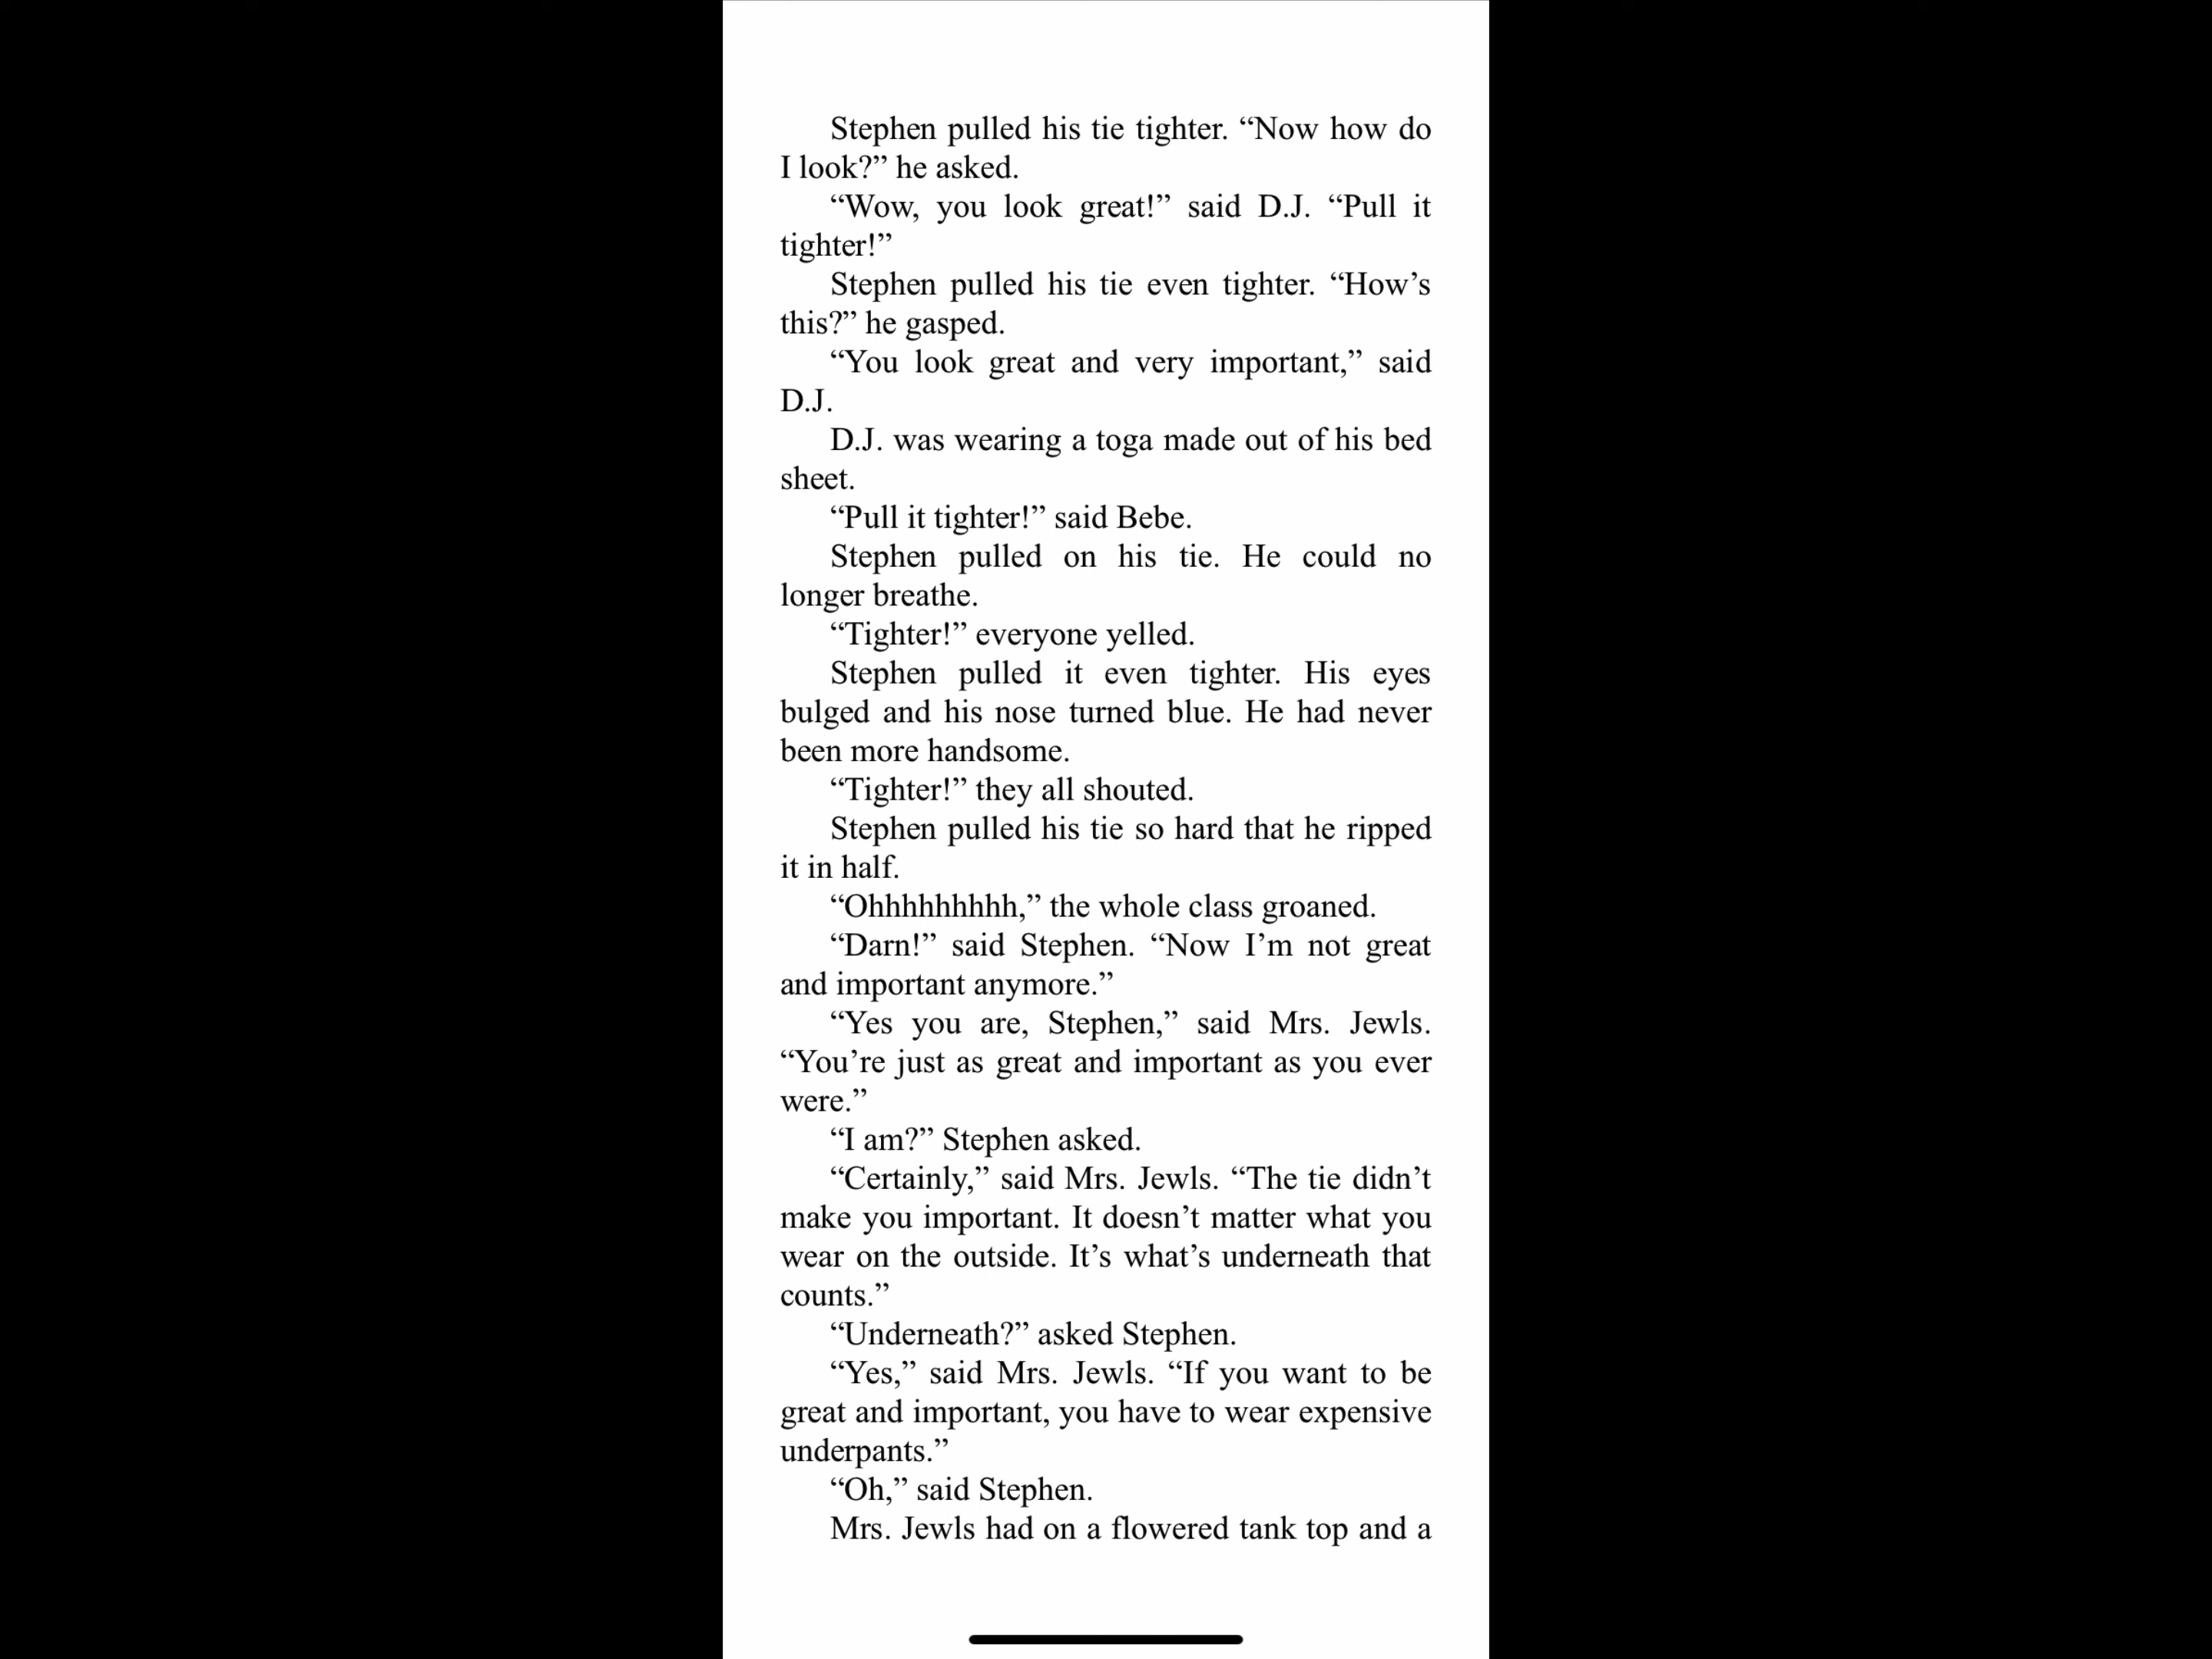 Stephen pulled his tie tighter. “Now how do
I look?” he asked.
“Wow, you look great!” said D.J. “Pull it
tighter!”
Stephen pulled his tie even tighter. “How’s
this?” he gasped.
“You look great and very important,” said
D.J.
D.J. was wearing a toga made out of his bed
sheet.
“Pull it tighter!” said Bebe.
Stephen pulled on his tie. He could no
longer breathe.
“Tighter!” everyone yelled.
Stephen pulled it even tighter. His eyes
bulged and his nose turned blue. He had never
been more handsome.
“Tighter!” they all shouted.
Stephen pulled his tie so hard that he ripped
it in half.
“Ohhhhhhhhh,” the whole class groaned.
“Darn!” said Stephen. “Now I’m not great
and important anymore.”
“Yes you are, Stephen,” said Mrs. Jewls.
“You’re just as great and important as you ever
were.”
“I am?” Stephen asked.
“Certainly,” said Mrs. Jewls. “The tie didn’t
make you important. It doesn’t matter what you
wear on the outside. It’s what’s underneath that
counts.”
“Underneath?” asked Stephen.
“Yes,” said Mrs. Jewls. “If you want to be
great and important, you have to wear expensive
underpants.”
“Oh,” said Stephen.
Mrs. Jewls had on a flowered tank top and a